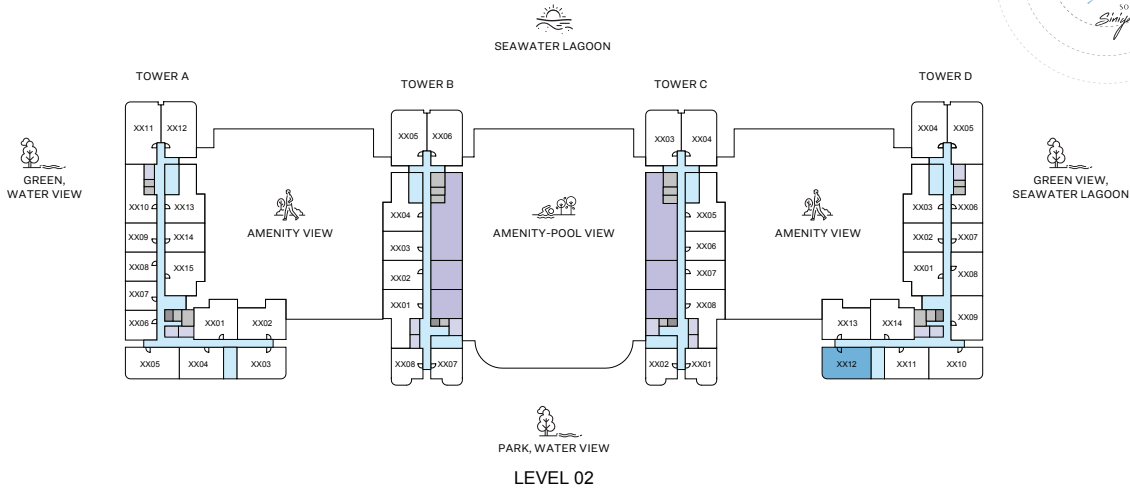 SO
SEAWATER LAGOON
TOWER A
TOWER B
TOWER C
TOWER D
XX11 XX12
XX05 XX06
XX03 XX04
XX04 XX05
GREEN,
WATER VIEW
GREEN VIEW,
SEAWATER LAGOON
XX10 XX13
XX04
XX05
XX03 XX06
AMENITY VIEW
AMENITY-POOL VIEW
AMENITY VIEW
XX09 XX14
XX03
XX06
XX02 XX07
XX08 XX15
XX02
XX07
XX01 XX08
XX07
XX01
XX08
XX06 XX01 XX02
XX13 XX14 XX09
XX05 XX04 XX03
XX08 XX07
XX02 XX01
XX12 XX11 XX10
PARK, WATER VIEW
LEVEL 02